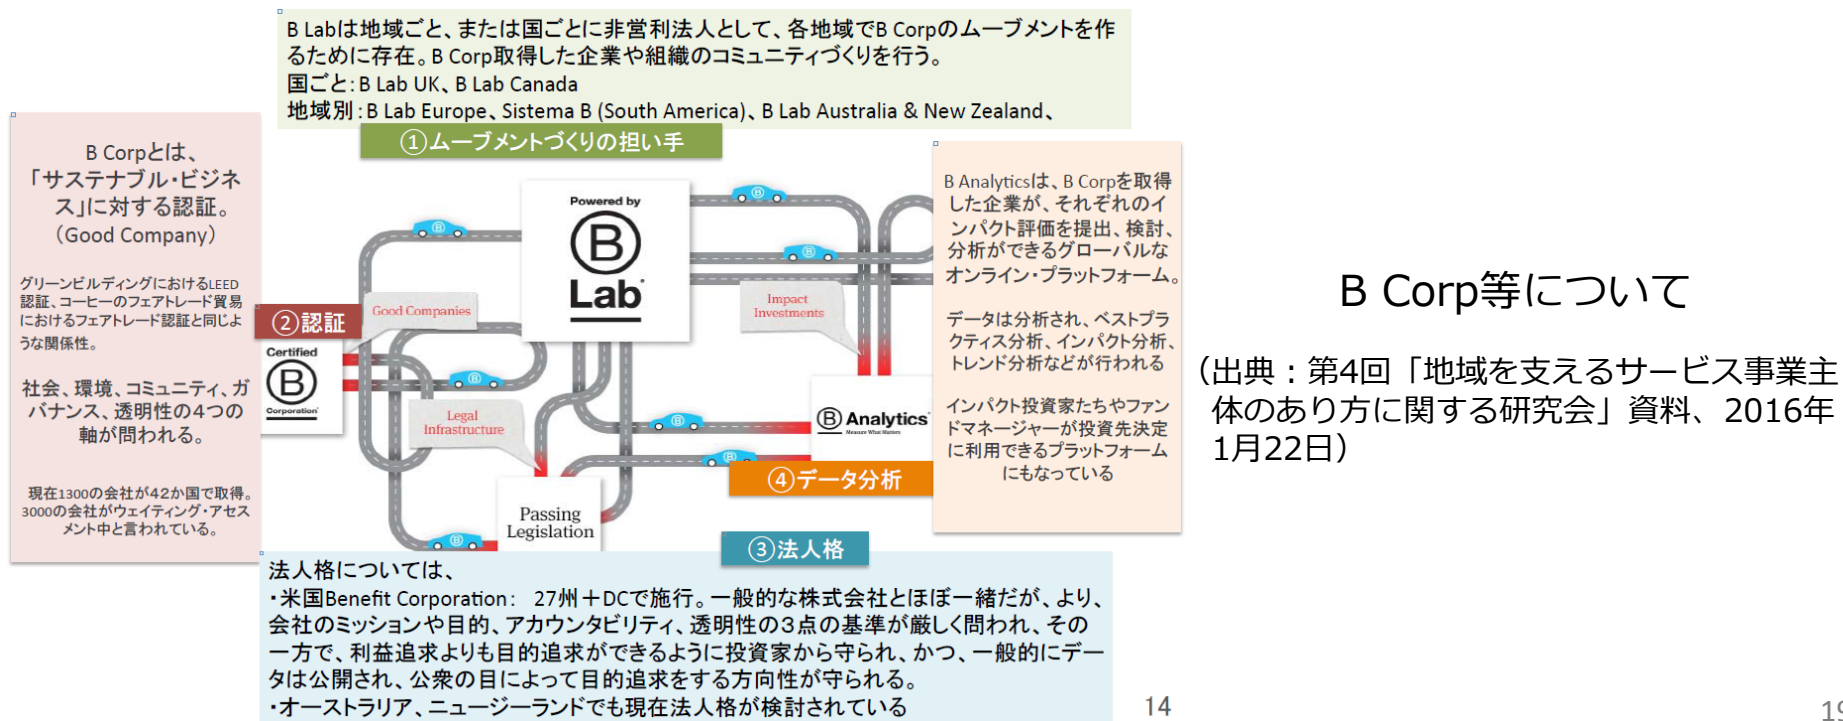 B Labは地域ごと、または国ごとに非営利法人として、各地域でB Corpのムーブメントを作
るために存在。B Corp取得した企業や組織のコミュニティづくりを行う。
国ごと：B Lab UK、B Lab Canada
地域別：B Lab Europe、Sistema B (South America)、B Lab Australia & New Zealand、
①ムーブメントづくりの担い手
B Corpとは、
「サステナブル・ビジネ
ス」に対する認証。
（Good Company）
グリーンビルディングにおけるLEED
認証、コーヒーのフェアトレード貿易
におけるフェアトレード認証と同じよ
うな関係性。
社会、環境、コミュニティ、ガ
バナンス、透明性の４つの
軸が問われる。
現在1300の会社が42か国で取得。
3000の会社がウェイティング・アセス
メント中と言われている。
②認証
Certified
B
Corporation
Good Companies
Powered by
B
Lab
Impact
Investments
Legal
Infrastructure
B Analytics
Measure What Matters
Passing
Legislation
④データ分析
B Analyticsは、B Corpを取得
した企業が、それぞれのイ
ンパクト評価を提出、検討、
分析ができるグローバルな
オンライン・プラットフォーム。
データは分析され、ベストプラ
クティス分析、インパクト分析、
トレンド分析などが行われる
インパクト投資家たちやファン
ドマネージャーが投資先決定
に利用できるプラットフォーム
にもなっている
③法人格
法人格については、
・米国Benefit Corporation： 27州＋DCで施行。一般的な株式会社とほぼ一緒だが、より、
会社のミッションや目的、アカウンタビリティ、透明性の３点の基準が厳しく問われ、その
一方で、利益追求よりも目的追求ができるように投資家から守られ、かつ、一般的にデー
タは公開され、公衆の目によって目的追求をする方向性が守られる。
・オーストラリア、ニュージーランドでも現在法人格が検討されている
14
B Corp等について
（出典：第4回「地域を支えるサービス事業主
体のあり方に関する研究会」資料、2016年
1月22日）